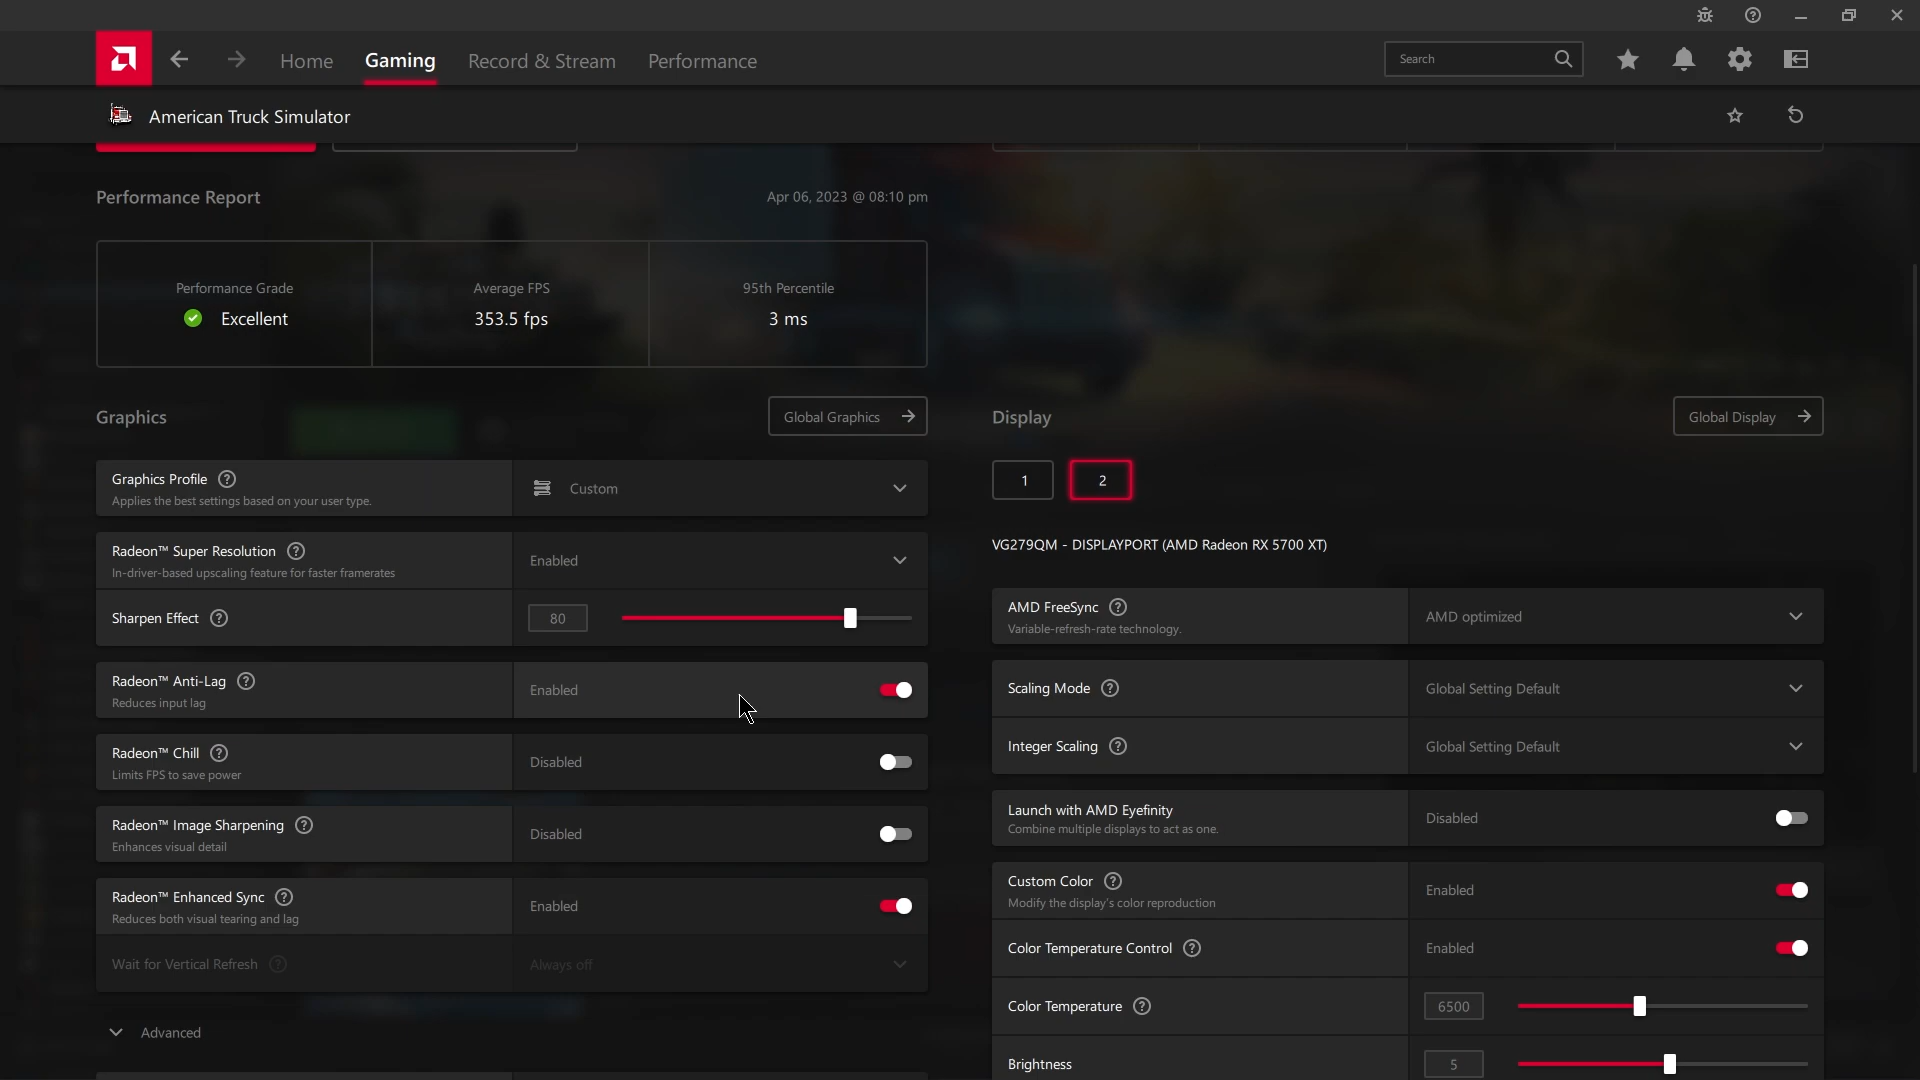 Home
Gaming
Record & Stream
Performance
Search
American Truck Simulator
Performance Report
Apr 06, 2023 @ 08:10 pm
Performance Grade
Excellent
Average FPS
353.5 fps
95th Percentile
3 ms
Graphics
Global Graphics
Graphics Profile
Applies the best settings based on your user type.
Custom
Radeon™ Super Resolution
In-driver-based upscaling feature for faster framerates
Enabled
Sharpen Effect
80
Radeon™ Anti-Lag
Reduces input lag
Enabled
Radeon™ Chill
Limits FPS to save power
Disabled
Radeon™ Image Sharpening
Enhances visual detail
Disabled
Radeon™ Enhanced Sync
Reduces both visual tearing and lag
Enabled
Wait for Vertical Refresh
Always off
Advanced
Display
Global Display
1
2
VG279QM - DISPLAYPORT (AMD Radeon RX 5700 XT)
AMD FreeSync
Variable-refresh-rate technology.
AMD optimized
Scaling Mode
Global Setting Default
Integer Scaling
Global Setting Default
Launch with AMD Eyefinity
Combine multiple displays to act as one.
Disabled
Custom Color
Modify the display's color reproduction
Enabled
Color Temperature Control
Enabled
Color Temperature
6500
Brightness
5